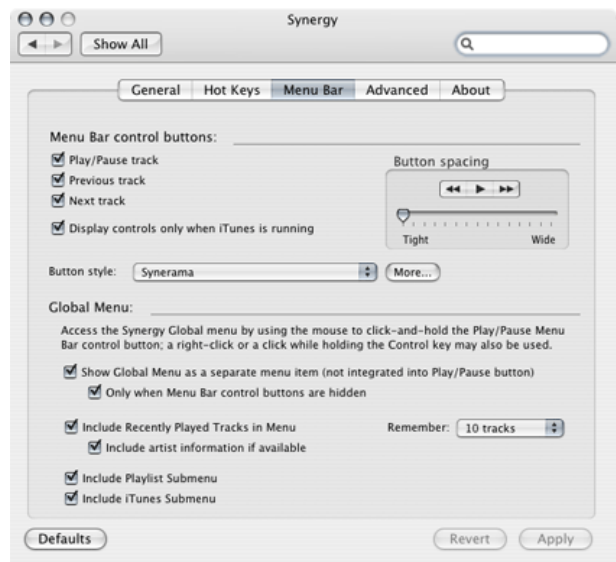 Synergy
Show All
General Hot Keys Menu Bar Advanced About
Menu Bar control buttons:
Play/Pause track
Previous track
Next track
Display controls only when iTunes is running
Button spacing
Tight Wide
Button style: Synerama More...
Global Menu:
Access the Synergy Global menu by using the mouse to click-and-hold the Play/Pause Menu
Bar control button; a right-click or a click while holding the Control key may also be used.
Show Global Menu as a separate menu item (not integrated into Play/Pause button)
Only when Menu Bar control buttons are hidden
Include Recently Played Tracks in Menu Remember: 10 tracks
Include artist information if available
Include Playlist Submenu
Include iTunes Submenu
Defaults Revert Apply